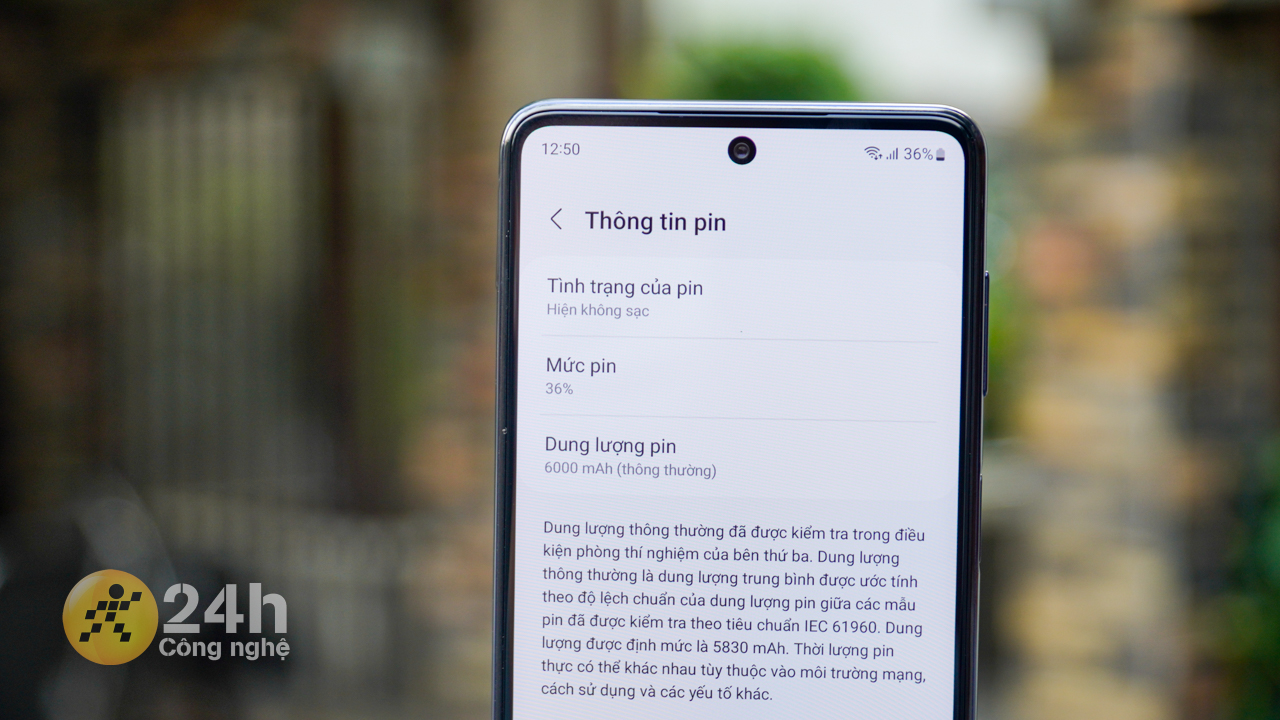 12:50
36%
Thông tin pin
Tình trạng của pin
Hiện không sạc
Mức pin
36%
Dung lượng pin
6000 mAh (thông thường)
Dung lượng thông thường đã được kiểm tra trong điều
kiện phòng thí nghiệm của bên thứ ba. Dung lượng
thông thường là dung lượng trung bình được ước tính
theo độ lệch chuẩn của dung lượng pin giữa các mẫu
pin đã được kiểm tra theo tiêu chuẩn IEC 61960. Dung
lượng được định mức là 5830 mAh. Thời lượng pin
thực có thể khác nhau tùy thuộc vào môi trường mạng,
cách sử dụng và các yếu tố khác.
24h
Công nghệ